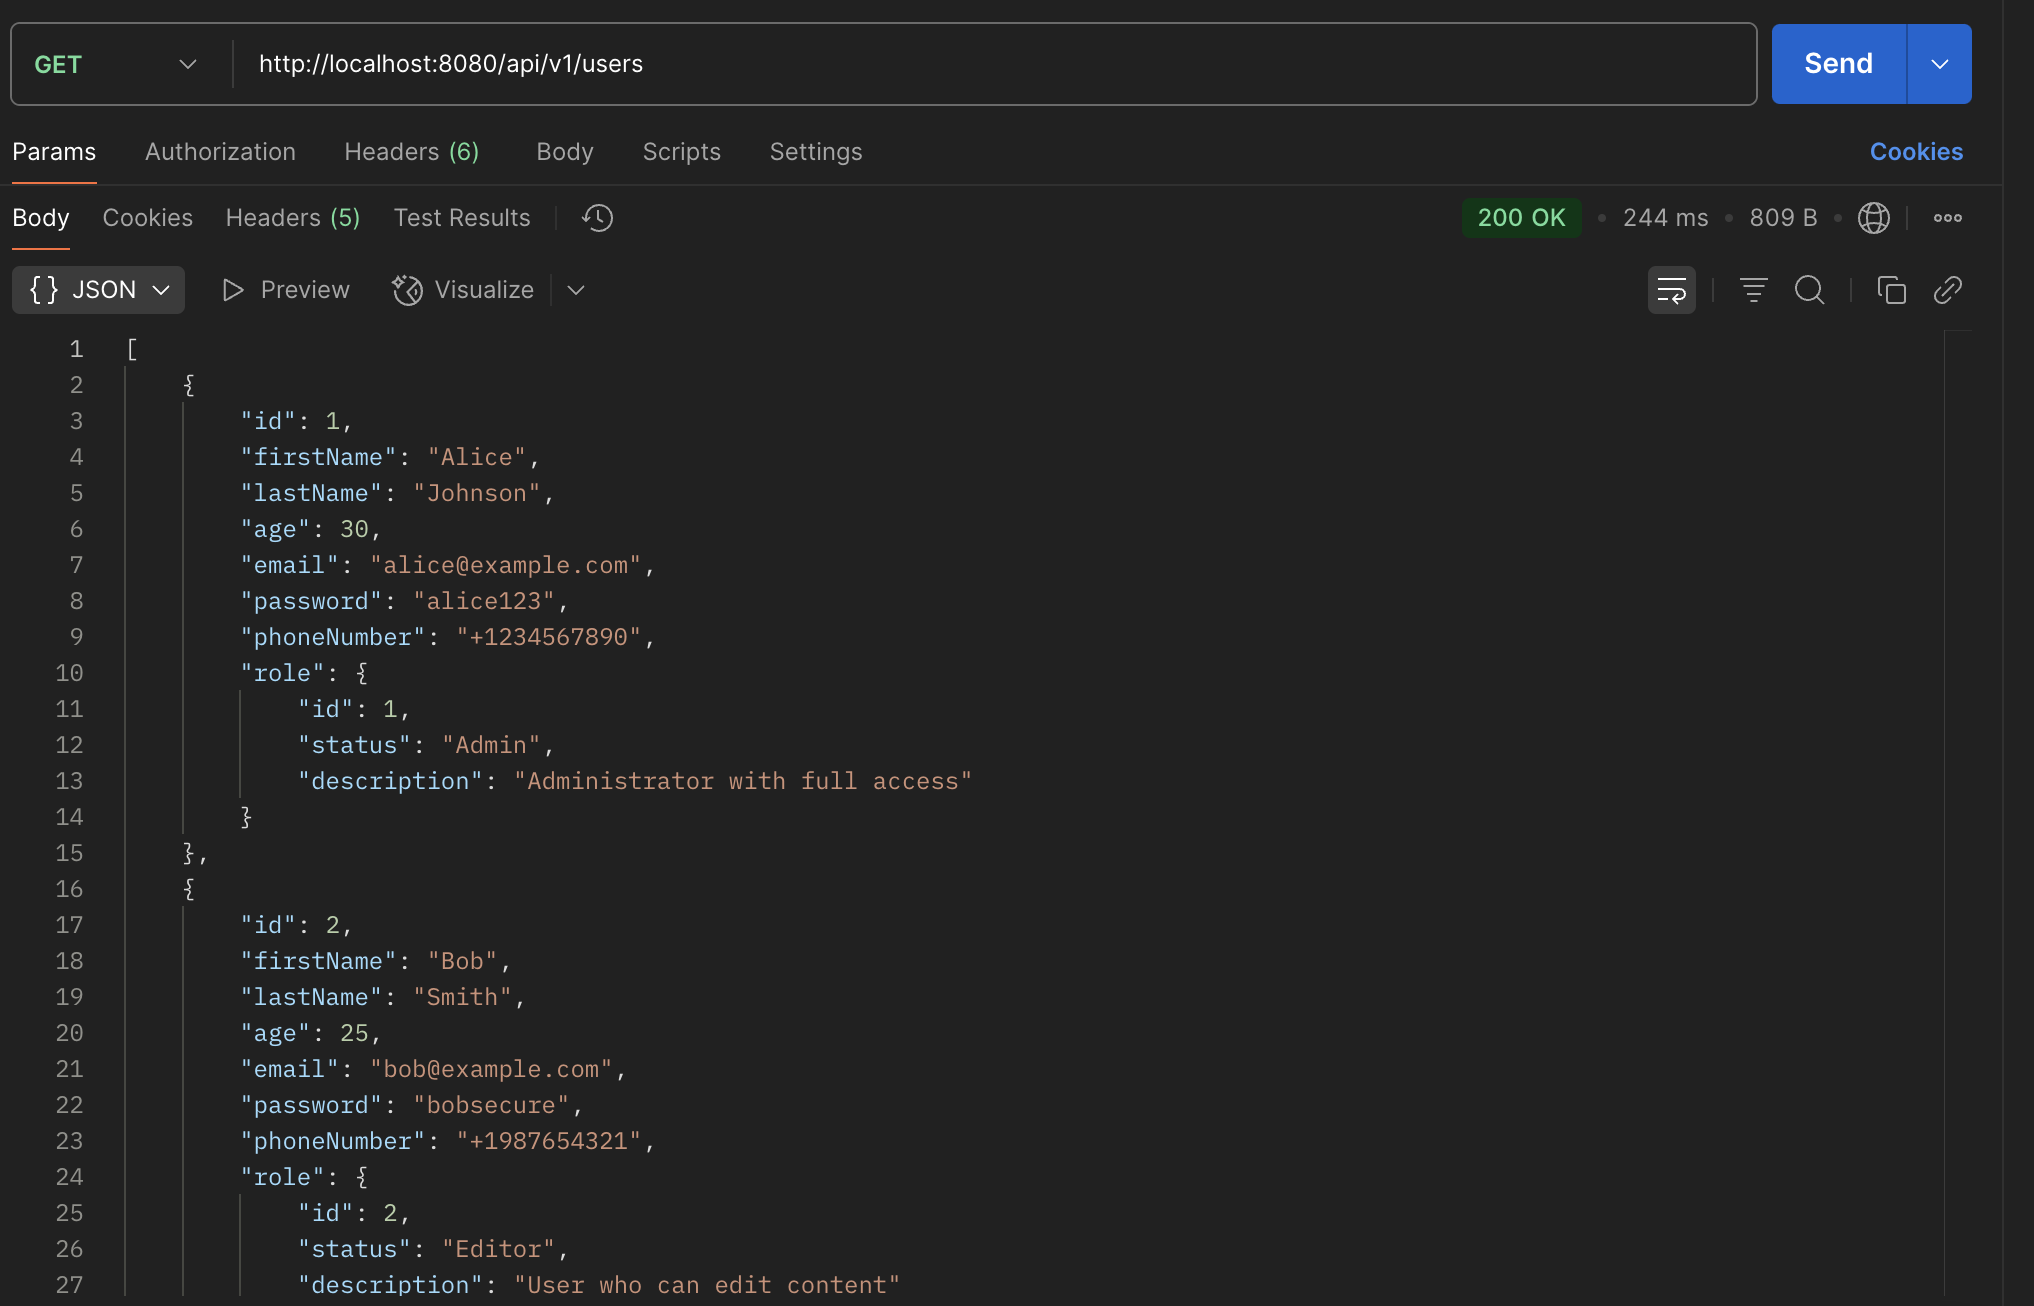 GET http://localhost:8080/api/v1/users Send
Params Authorization Headers (6) Body Scripts Settings Cookies
Body Cookies Headers (5) Test Results 200 OK • 244 ms • 809 B •
{} JSON Preview Visualize
1 [
2 {
3 "id": 1,
4 "firstName": "Alice",
5 "lastName": "Johnson",
6 "age": 30,
7 "email": "alice@example.com",
8 "password": "alice123",
9 "phoneNumber": "+1234567890",
10 "role": {
11 "id": 1,
12 "status": "Admin",
13 "description": "Administrator with full access"
14 }
15 },
16 {
17 "id": 2,
18 "firstName": "Bob",
19 "lastName": "Smith",
20 "age": 25,
21 "email": "bob@example.com",
22 "password": "bobsecure",
23 "phoneNumber": "+1987654321",
24 "role": {
25 "id": 2,
26 "status": "Editor",
27 "description": "User who can edit content"